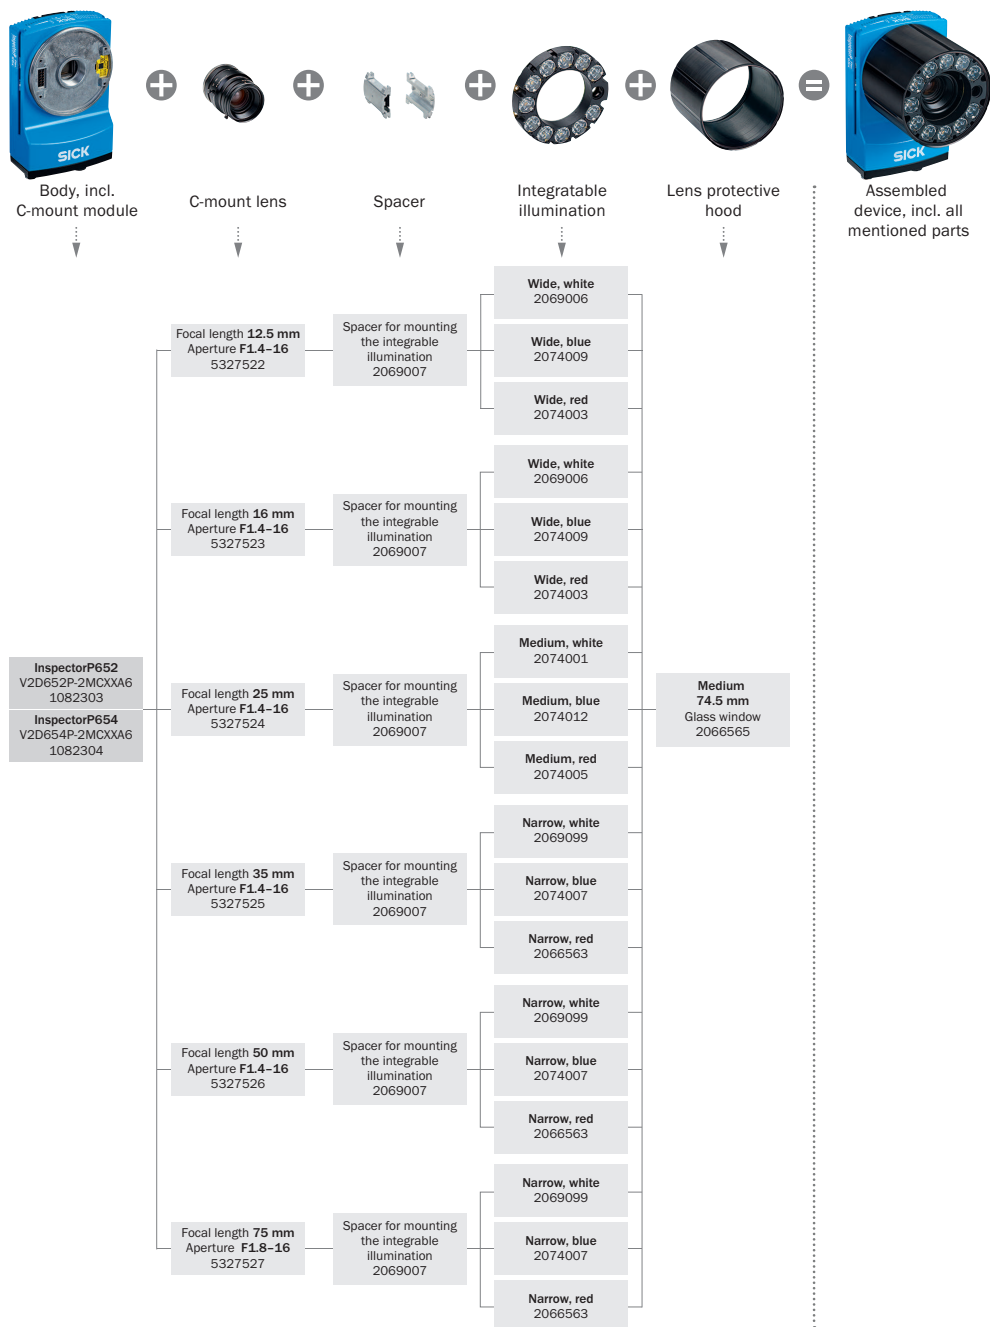 SICK
SICK
Body, incl.
C-mount module
C-mount lens
Spacer
Integratable
illumination
Lens protective
hood
Assembled
device, incl. all
mentioned parts
InspectorP652
V2D652P-2MCXXA6
1082303
InspectorP654
V2D654P-2MCXXA6
1082304
Focal length 12.5 mm
Aperture F1.4–16
5327522
Spacer for mounting
the integrable
illumination
2069007
Wide, white
2069006
Wide, blue
2074009
Wide, red
2074003
Focal length 16 mm
Aperture F1.4–16
5327523
Spacer for mounting
the integrable
illumination
2069007
Wide, white
2069006
Wide, blue
2074009
Wide, red
2074003
Focal length 25 mm
Aperture F1.4–16
5327524
Spacer for mounting
the integrable
illumination
2069007
Medium, white
2074001
Medium, blue
2074012
Medium, red
2074005
Medium
74.5 mm
Glass window
2066565
Focal length 35 mm
Aperture F1.4–16
5327525
Spacer for mounting
the integrable
illumination
2069007
Narrow, white
2069099
Narrow, blue
2074007
Narrow, red
2066563
Focal length 50 mm
Aperture F1.4–16
5327526
Spacer for mounting
the integrable
illumination
2069007
Narrow, white
2069099
Narrow, blue
2074007
Narrow, red
2066563
Focal length 75 mm
Aperture F1.8–16
5327527
Spacer for mounting
the integrable
illumination
2069007
Narrow, white
2069099
Narrow, blue
2074007
Narrow, red
2066563